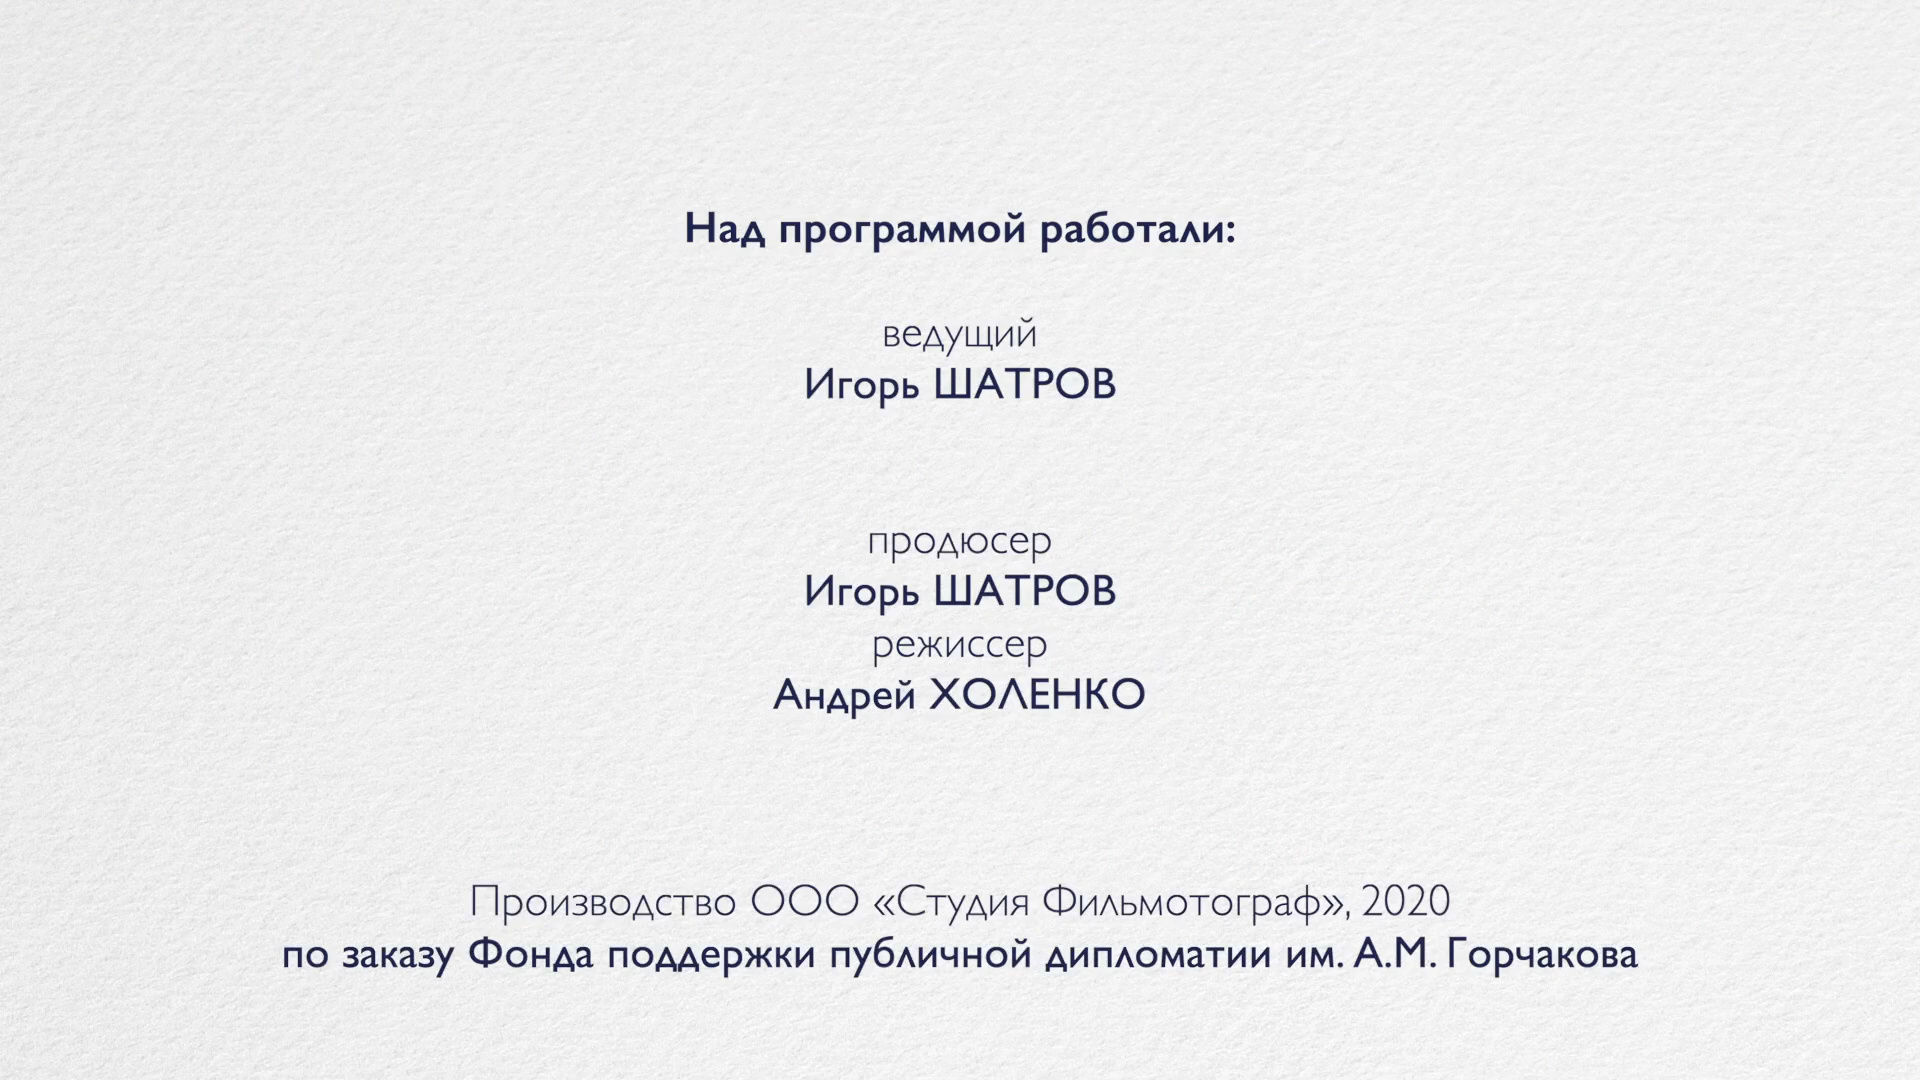 Над программой работали:
ведущий
Игорь ШАТРОВ
продюсер
Игорь ШАТРОВ
режиссер
Андрей ХОЛЕНКО
Производство ООО «Студия Фильмотограф», 2020
по заказу Фонда поддержки публичной дипломатии им. А.М. Горчакова